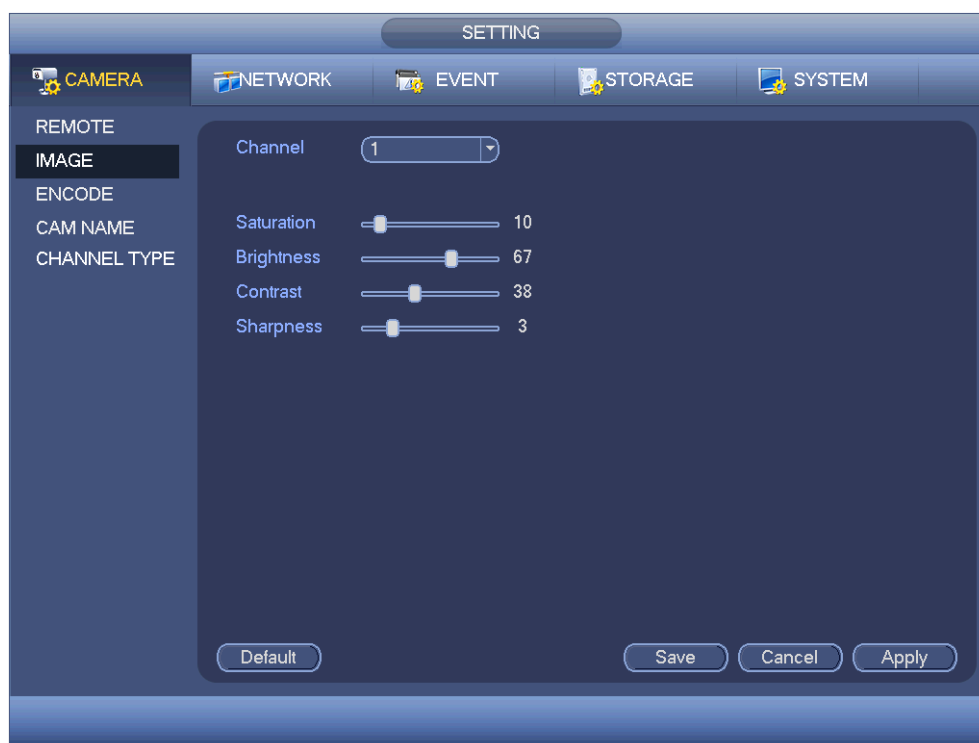 SETTING
CAMERA NETWORK EVENT STORAGE SYSTEM
REMOTE
IMAGE
ENCODE
CAM NAME
CHANNEL TYPE
Channel 1
Saturation 10
Brightness 67
Contrast 38
Sharpness 3
Default Save Cancel Apply